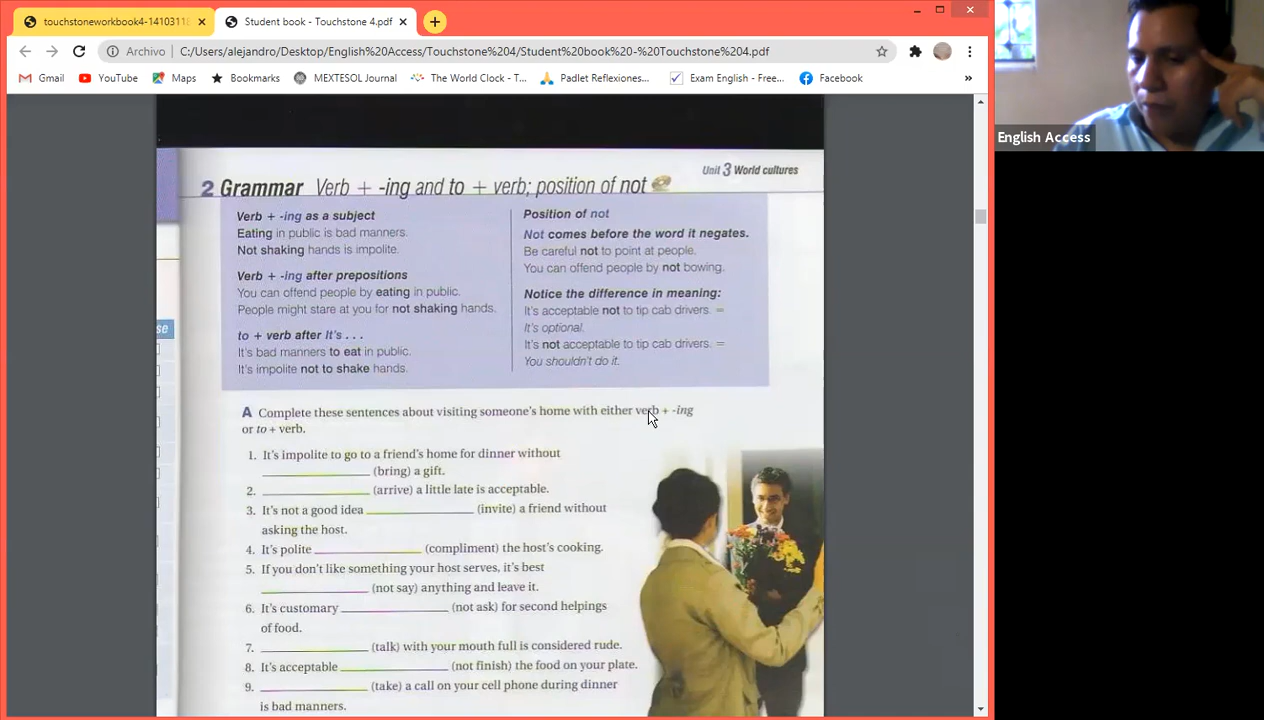 touchstoneworkbook4-14103118
Student book - Touchstone 4.pdf
Archivo
C:/Users/alejandro/Desktop/English%20Access/Touchstone%204/Student%20book%20-%20Touchstone%204.pdf
Gmail
YouTube
Maps
Bookmarks
MEXTESOL Journal
The World Clock - T...
Padlet Reflexiones...
Exam English - Free...
Facebook
»
English Access
Unit 3 World cultures
2 Grammar Verb + -ing and to + verb; position of not
Verb + -ing as a subject
Eating in public is bad manners.
Not shaking hands is impolite.
Verb + -ing after prepositions
You can offend people by eating in public.
People might stare at you for not shaking hands.
to + verb after It's . . .
It's bad manners to eat in public.
It's impolite not to shake hands.
Position of not
Not comes before the word it negates.
Be careful not to point at people.
You can offend people by not bowing.
Notice the difference in meaning:
It's acceptable not to tip cab drivers. =
It's optional.
It's not acceptable to tip cab drivers. =
You shouldn't do it.
se
A Complete these sentences about visiting someone's home with either verb + -ing
or to + verb.
1. It's impolite to go to a friend's home for dinner without
____________ (bring) a gift.
2. ____________ (arrive) a little late is acceptable.
3. It's not a good idea ____________ (invite) a friend without
asking the host.
4. It's polite ____________ (compliment) the host's cooking.
5. If you don't like something your host serves, it's best
____________ (not say) anything and leave it.
6. It's customary ____________ (not ask) for second helpings
of food.
7. ____________ (talk) with your mouth full is considered rude.
8. It's acceptable ____________ (not finish) the food on your plate.
9. ____________ (take) a call on your cell phone during dinner
is bad manners.